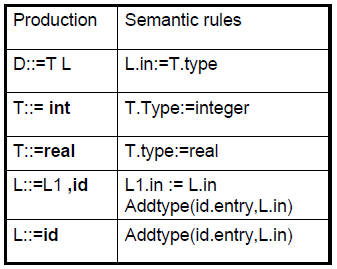 Production Semantic rules
D::=T L L.in:=T.type
T::= int T.Type:=integer
T::=real T.type:=real
L::=L1 ,id L1.in := L.in
Addtype(id.entry,L.in)
L::=id Addtype(id.entry,L.in)